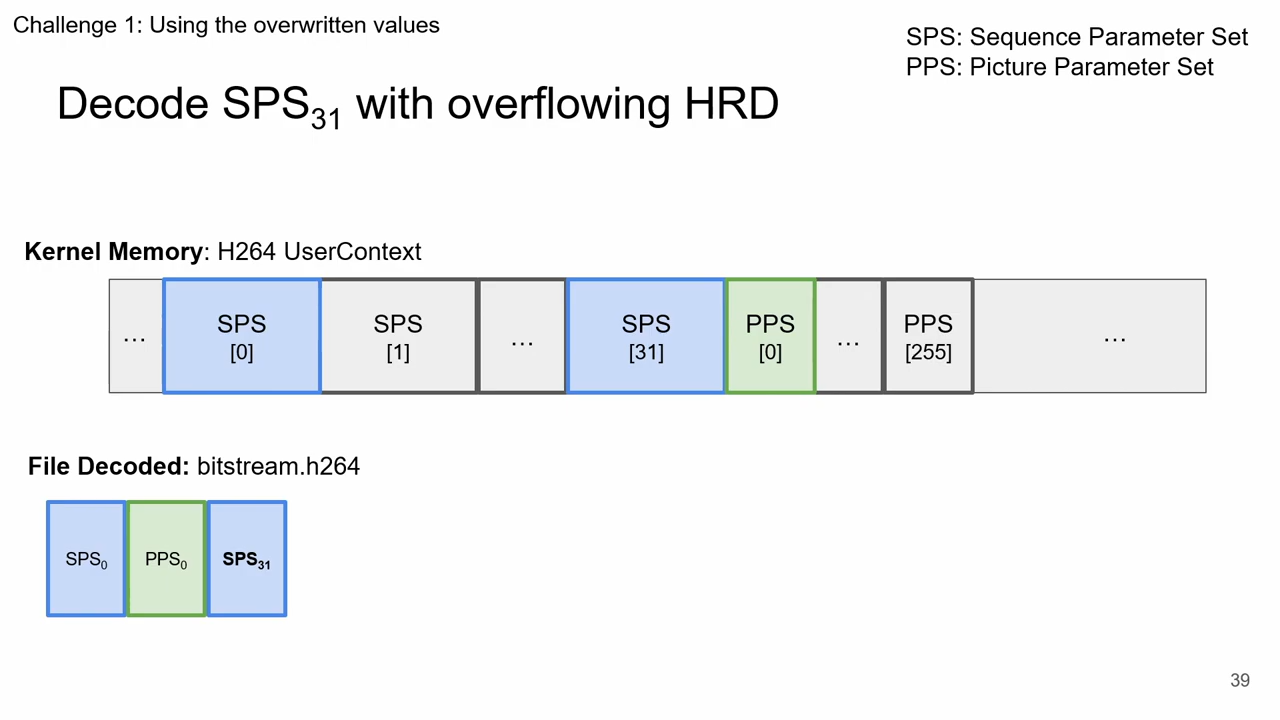 Challenge 1: Using the overwritten values
SPS: Sequence Parameter Set
PPS: Picture Parameter Set
Decode SPS31 with overflowing HRD
Kernel Memory: H264 UserContext
...
SPS
[0]
SPS
[1]
...
SPS
[31]
PPS
[0]
...
PPS
[255]
...
File Decoded: bitstream.h264
SPS0
PPS0
SPS31
39